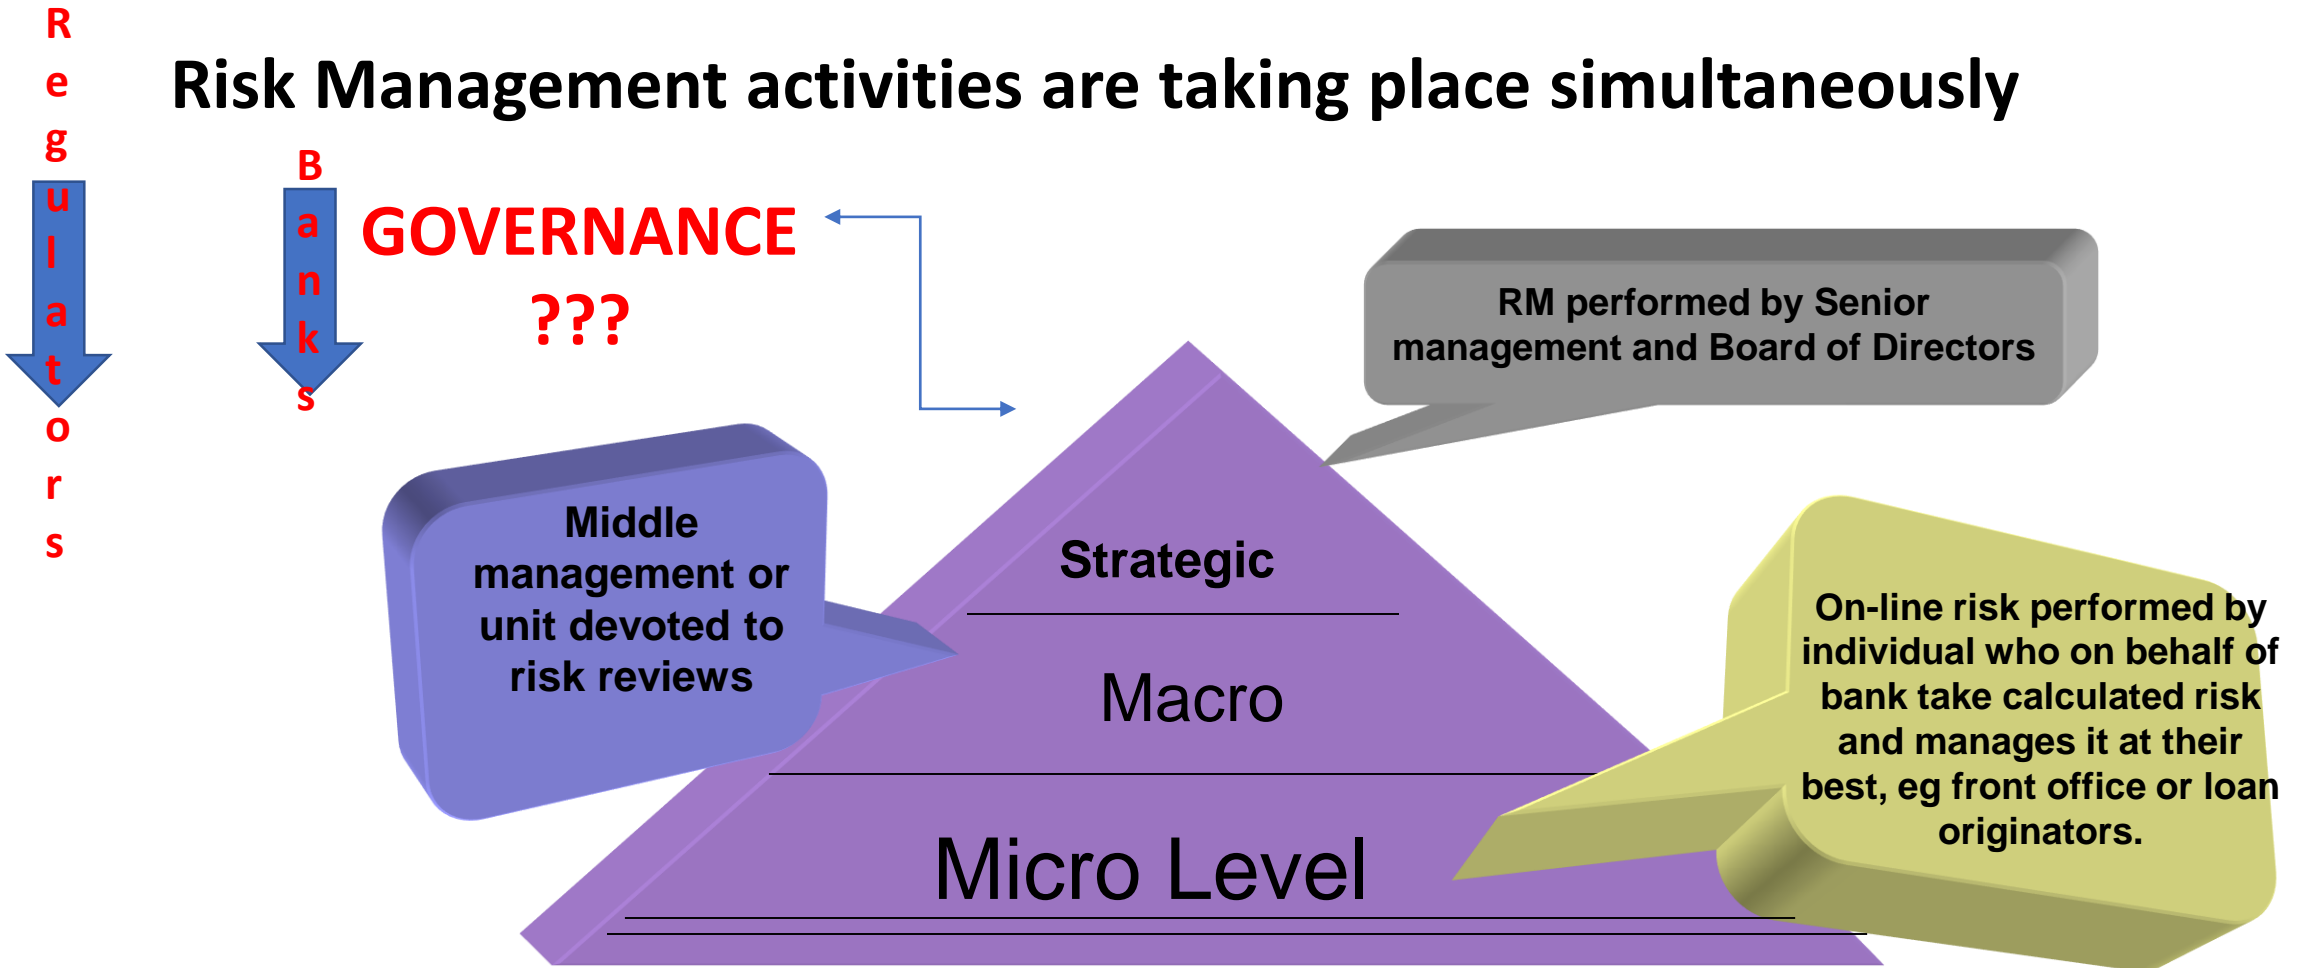 Regulators
Risk Management activities are taking place simultaneously
Banks
GOVERNANCE
???
RM performed by Senior
management and Board of Directors
Middle
management or
unit devoted to
risk reviews
Strategic
Macro
Micro Level
On-line risk performed by
individual who on behalf of
bank take calculated risk
and manages it at their
best, eg front office or loan
originators.